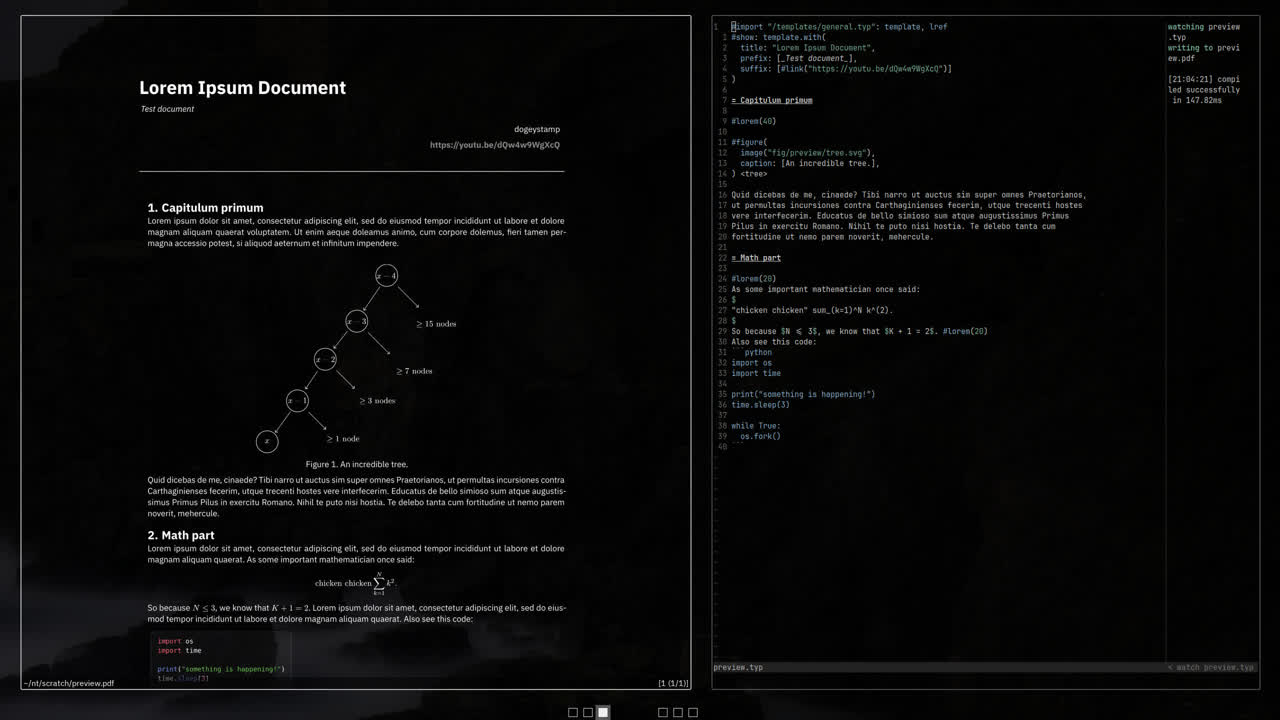 Lorem Ipsum Document
Test document
dogeystamp
https://youtu.be/dQw4w9WgXcQ
1. Capitulum primum
Lorem ipsum dolor sit amet, consectetur adipiscing elit, sed do eiusmod tempor incididunt ut labore et dolore
magnam aliquam quaerat voluptatem. Ut enim aeque doleamus animo, cum corpore dolemus, fieri tamen per-
magna accessio potest, si aliquod aeternum et infinitum impendere.
x − 4
x − 3
≥ 15 nodes
x − 2
≥ 7 nodes
x − 1
≥ 3 nodes
x
≥ 1 node
Figure 1. An incredible tree.
Quid dicebas de me, cinaede? Tibi narro ut auctus sim super omnes Praetorianos, ut permultas incursiones contra
Carthaginienses fecerim, utque trecenti hostes vere interfecerim. Educatus de bello simioso sum atque augustis-
simus Primus Pilus in exercitu Romano. Nihil te puto nisi hostia. Te delebo tanta cum fortitudine ut nemo parem
noverit, mehercule.
2. Math part
Lorem ipsum dolor sit amet, consectetur adipiscing elit, sed do eiusmod tempor incididunt ut labore et dolore
magnam aliquam quaerat. As some important mathematician once said:
chicken chicken ∑_{k=1}^{N} k².
So because N ≤ 3, we know that K + 1 = 2. Lorem ipsum dolor sit amet, consectetur adipiscing elit, sed do eius-
mod tempor incididunt ut labore et dolore magnam aliquam quaerat. Also see this code:
import os
import time
print("something is happening!")
time.sleep(3)
~/nt/scratch/preview.pdf
[1 (1/1)]
1 #import "/templates/general.typ": template, lref
1 #show: template.with(
2 title: "Lorem Ipsum Document",
3 prefix: [_Test document_],
4 suffix: [#link("https://youtu.be/dQw4w9WgXcQ")]
5 )
6
7 = Capitulum primum
8
9 #lorem(40)
10
11 #figure(
12 image("fig/preview/tree.svg"),
13 caption: [An incredible tree.],
14 ) <tree>
15
16 Quid dicebas de me, cinaede? Tibi narro ut auctus sim super omnes Praetorianos,
17 ut permultas incursiones contra Carthaginienses fecerim, utque trecenti hostes
18 vere interfecerim. Educatus de bello simioso sum atque augustissimus Primus
19 Pilus in exercitu Romano. Nihil te puto nisi hostia. Te delebo tanta cum
20 fortitudine ut nemo parem noverit, mehercule.
21
22 = Math part
23
24 #lorem(20)
25 As some important mathematician once said:
26 $
27 "chicken chicken" sum_(k=1)^N k^(2).
28 $
29 So because $N <= 3$, we know that $K + 1 = 2$. #lorem(20)
30 Also see this code:
31 ```python
32 import os
33 import time
34
35 print("something is happening!")
36 time.sleep(3)
37
38 while True:
39 os.fork()
40 ```
preview.typ
watching preview
.typ
writing to previ
ew.pdf
[21:04:21] compi
led successfully
in 147.82ms
< watch preview.typ